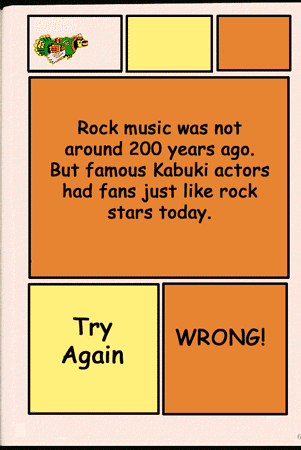 Rock music was not
around 200 years ago.
But famous Kabuki actors
had fans just like rock
stars today.
Try
Again
WRONG!
6